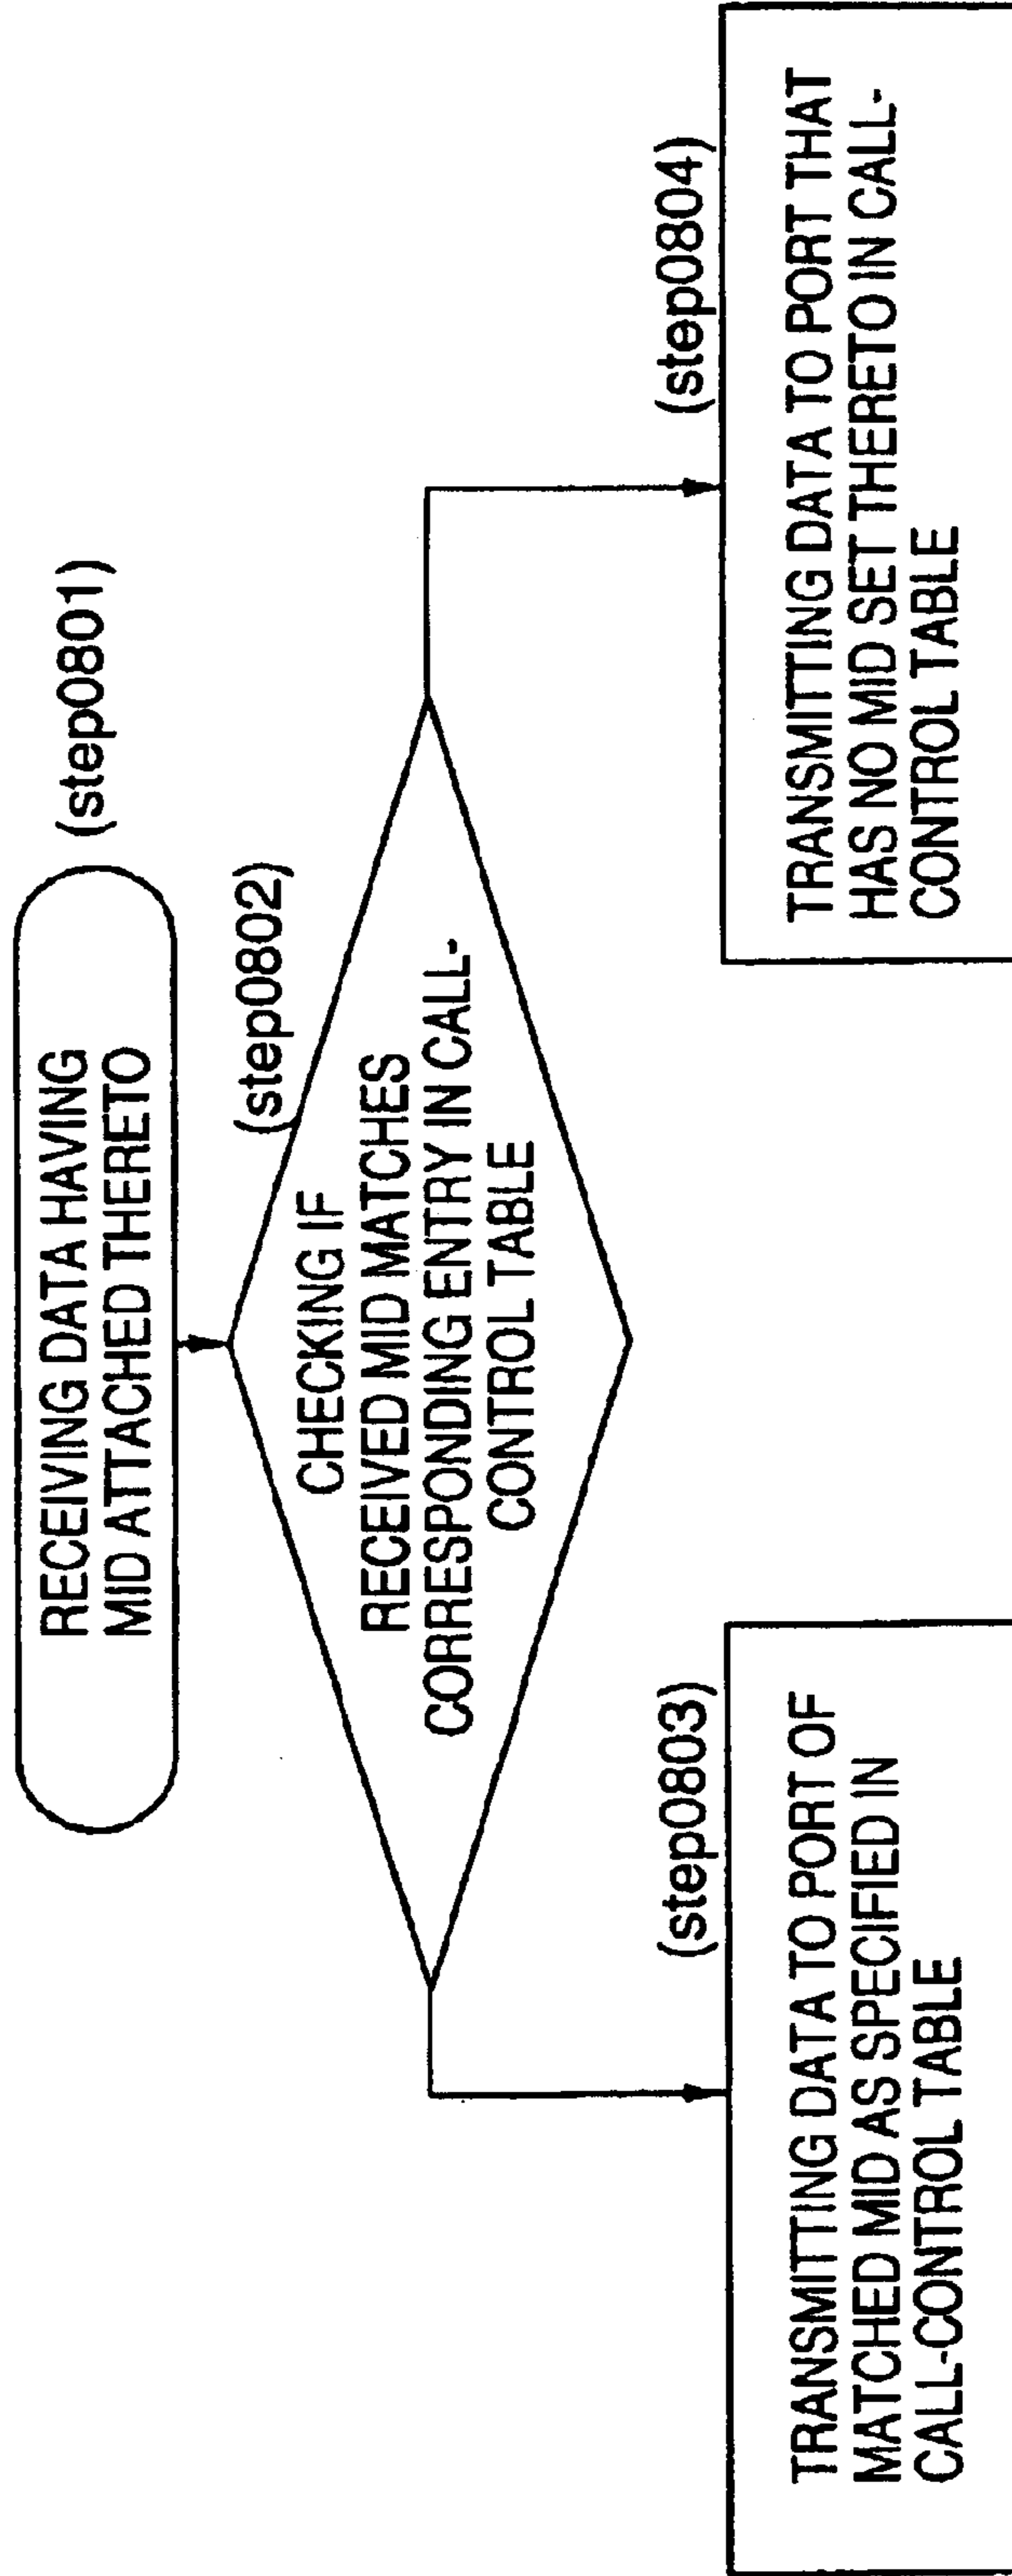 RECEIVING DATA HAVING
MID ATTACHED THERETO
(step0801)
(step0802)
CHECKING IF
RECEIVED MID MATCHES
CORRESPONDING ENTRY IN CALL-
CONTROL TABLE
(step0803)
TRANSMITTING DATA TO PORT OF
MATCHED MID AS SPECIFIED IN
CALL-CONTROL TABLE
(step0804)
TRANSMITTING DATA TO PORT THAT
HAS NO MID SET THERETO IN CALL-
CONTROL TABLE